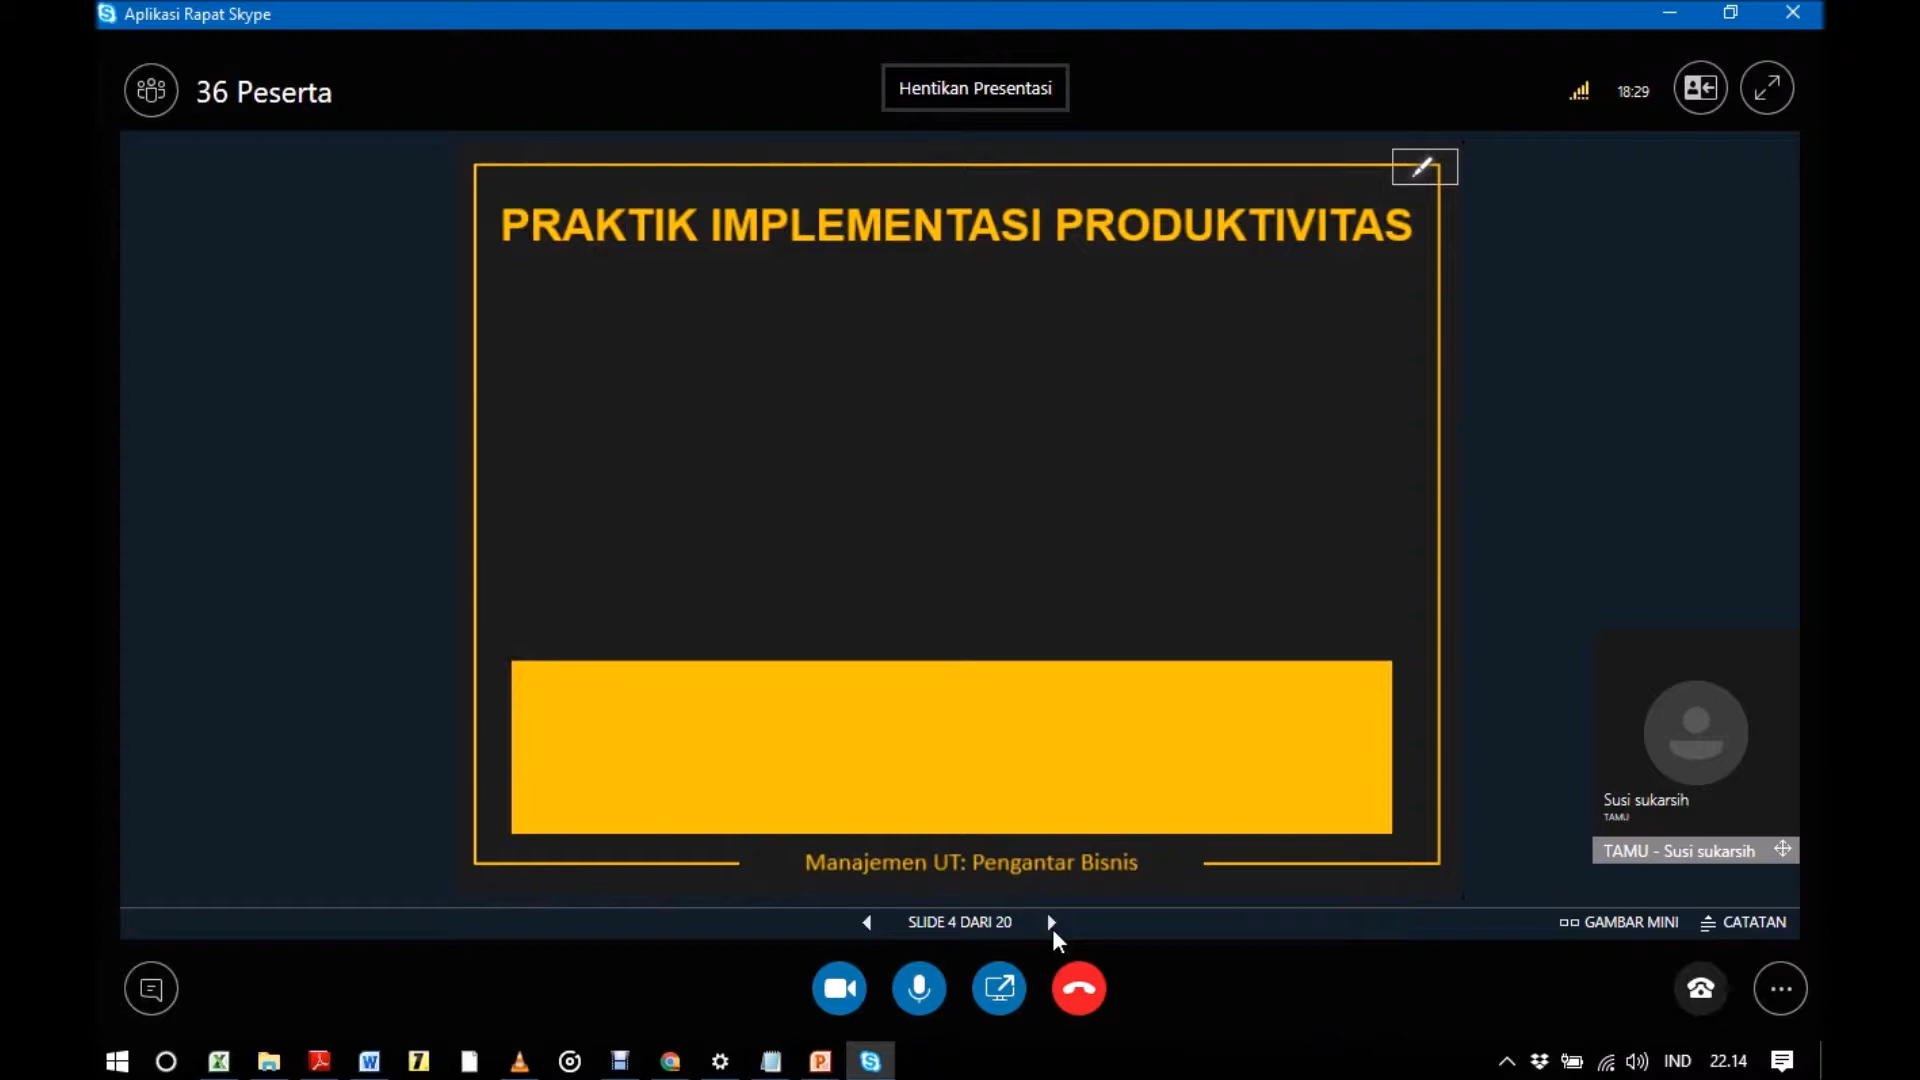 Aplikasi Rapat Skype
36 Peserta
Hentikan Presentasi
18:29
PRAKTIK IMPLEMENTASI PRODUKTIVITAS
Manajemen UT: Pengantar Bisnis
Susi sukarsih
TAMU
TAMU - Susi sukarsih
SLIDE 4 DARI 20
GAMBAR MINI
CATATAN
IND
22.14